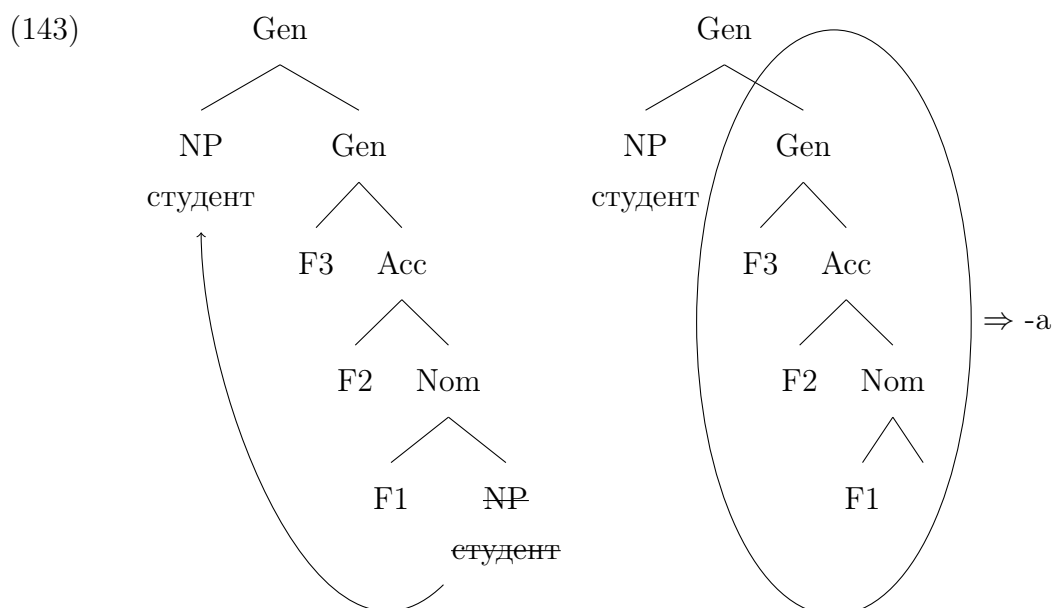 (143) Gen Gen
NP Gen NP Gen
студент студент
F3 Acc F3 Acc
⇒ -a
F2 Nom F2 Nom
F1 NP F1
студент